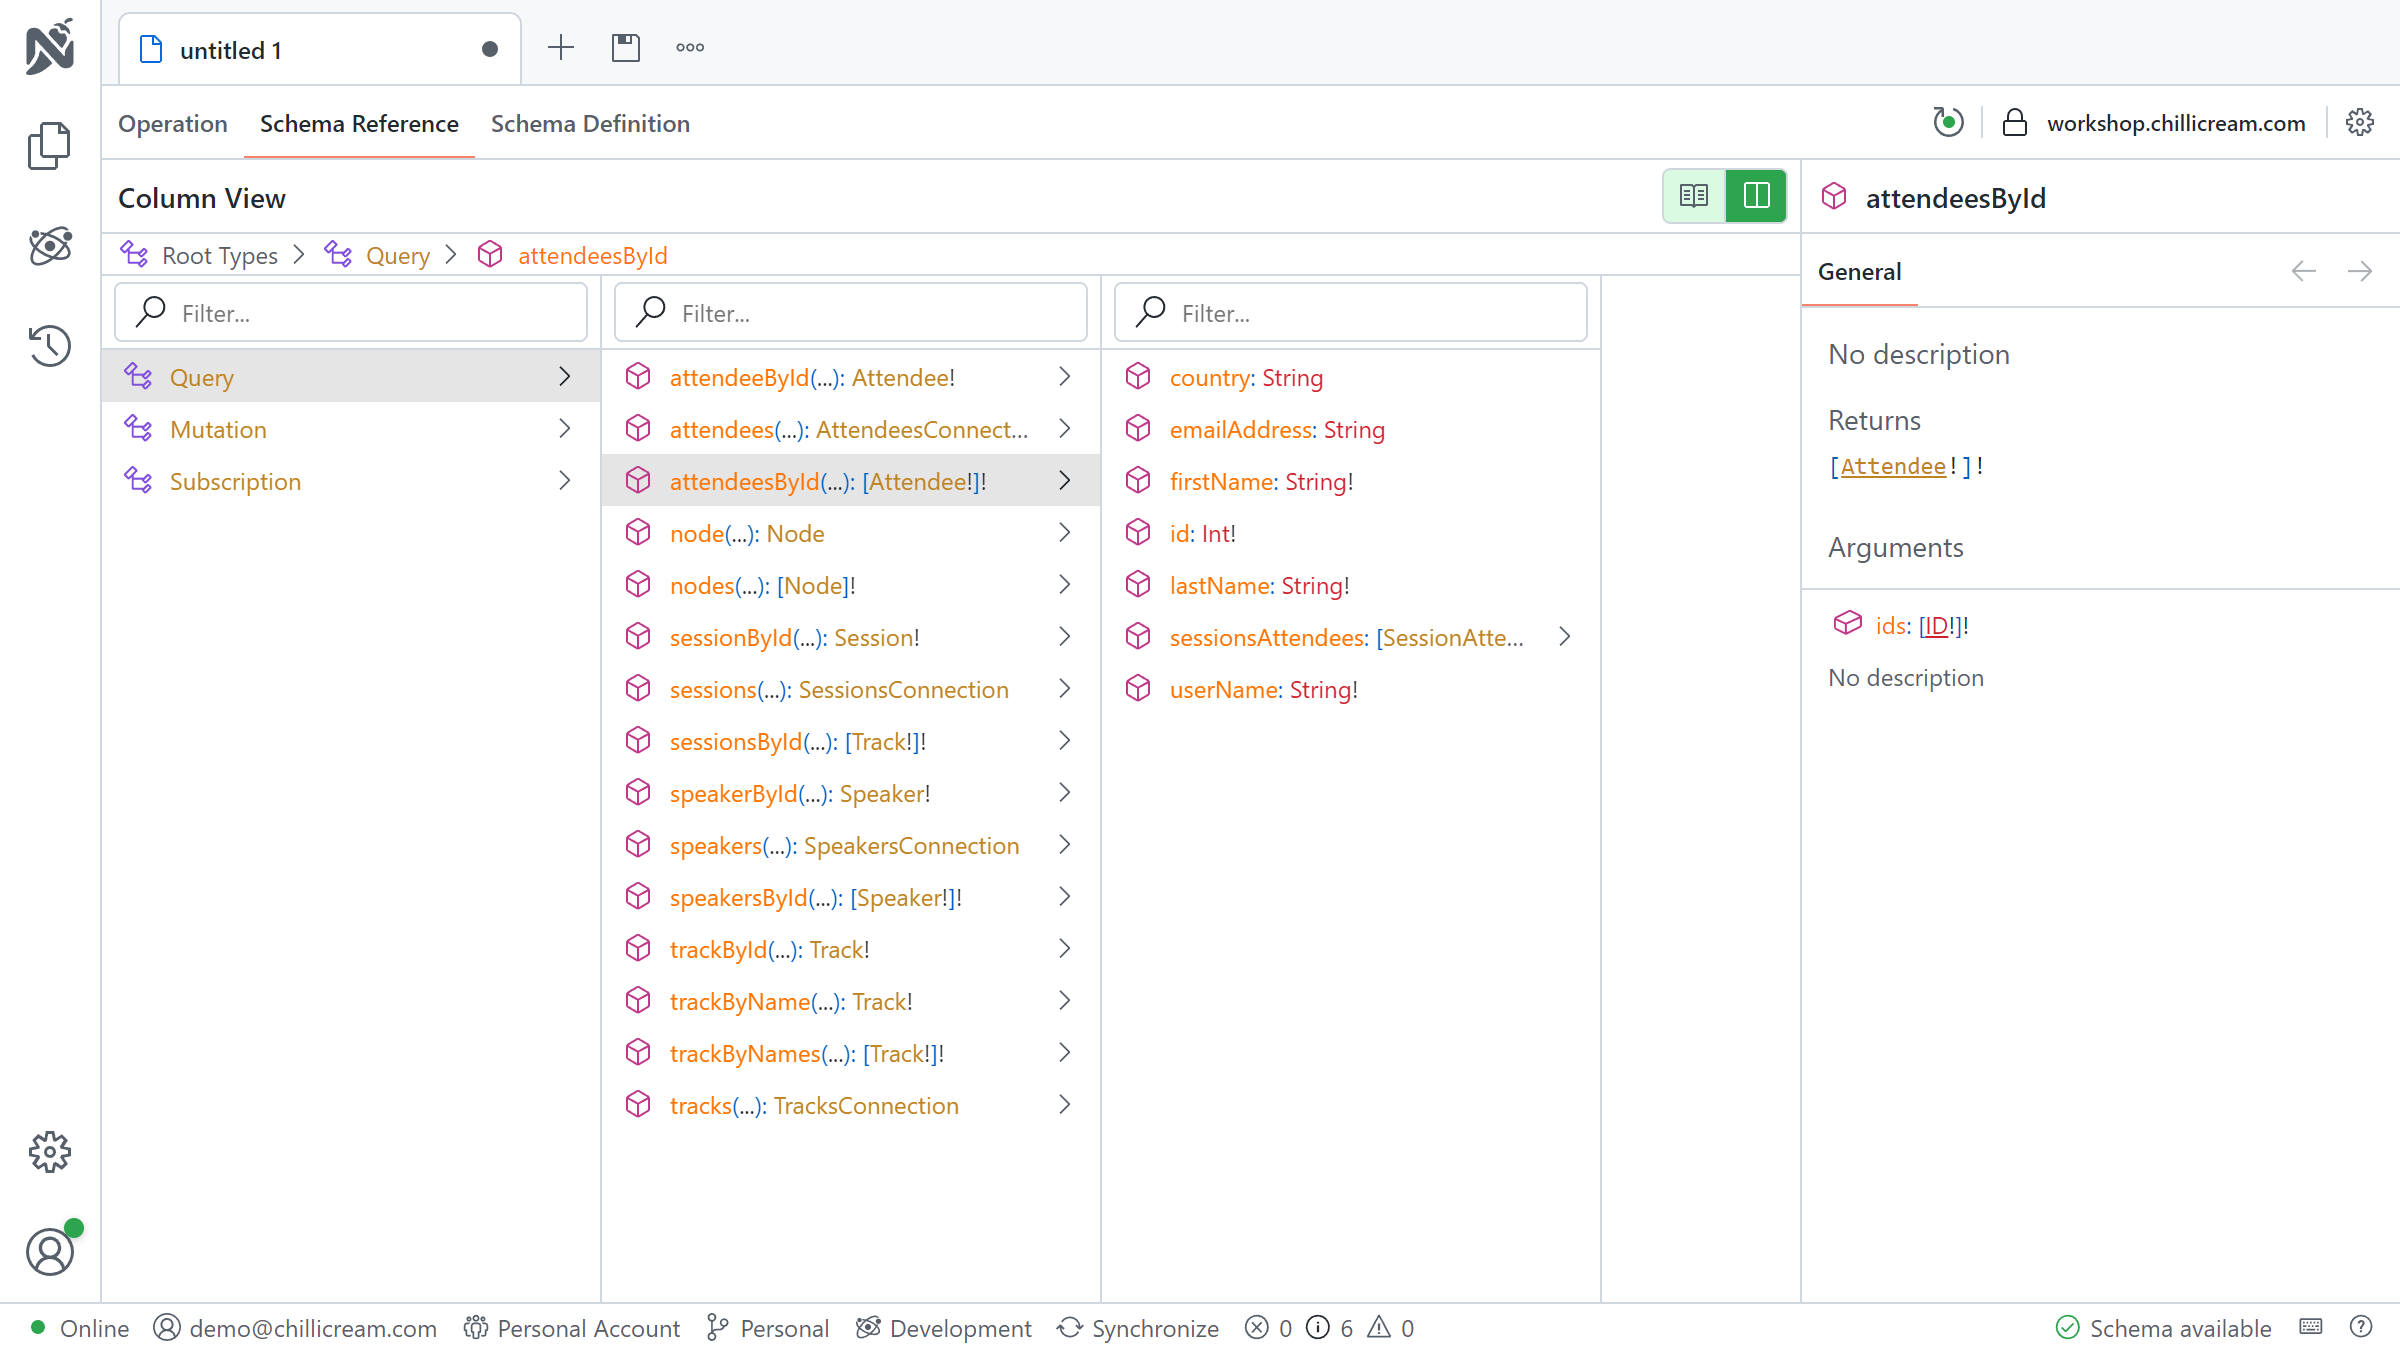 untitled 1
Operation
Schema Reference
Schema Definition
workshop.chillicream.com
Column View
attendeesById
Root Types
Query
attendeesById
General
Filter...
Filter...
Filter...
Query
Mutation
Subscription
attendeeById(...): Attendee!
attendees(...): AttendeesConnect...
attendeesById(...): [Attendee!]!
node(...): Node
nodes(...): [Node]!
sessionById(...): Session!
sessions(...): SessionsConnection
sessionsById(...): [Track!]!
speakerById(...): Speaker!
speakers(...): SpeakersConnection
speakersById(...): [Speaker!]!
trackById(...): Track!
trackByName(...): Track!
trackByNames(...): [Track!]!
tracks(...): TracksConnection
country: String
emailAddress: String
firstName: String!
id: Int!
lastName: String!
sessionsAttendees: [SessionAtte...
userName: String!
No description
Returns
[Attendee!]!
Arguments
ids: [ID!]!
No description
Online
demo@chillicream.com
Personal Account
Personal
Development
Synchronize
0
6
0
Schema available